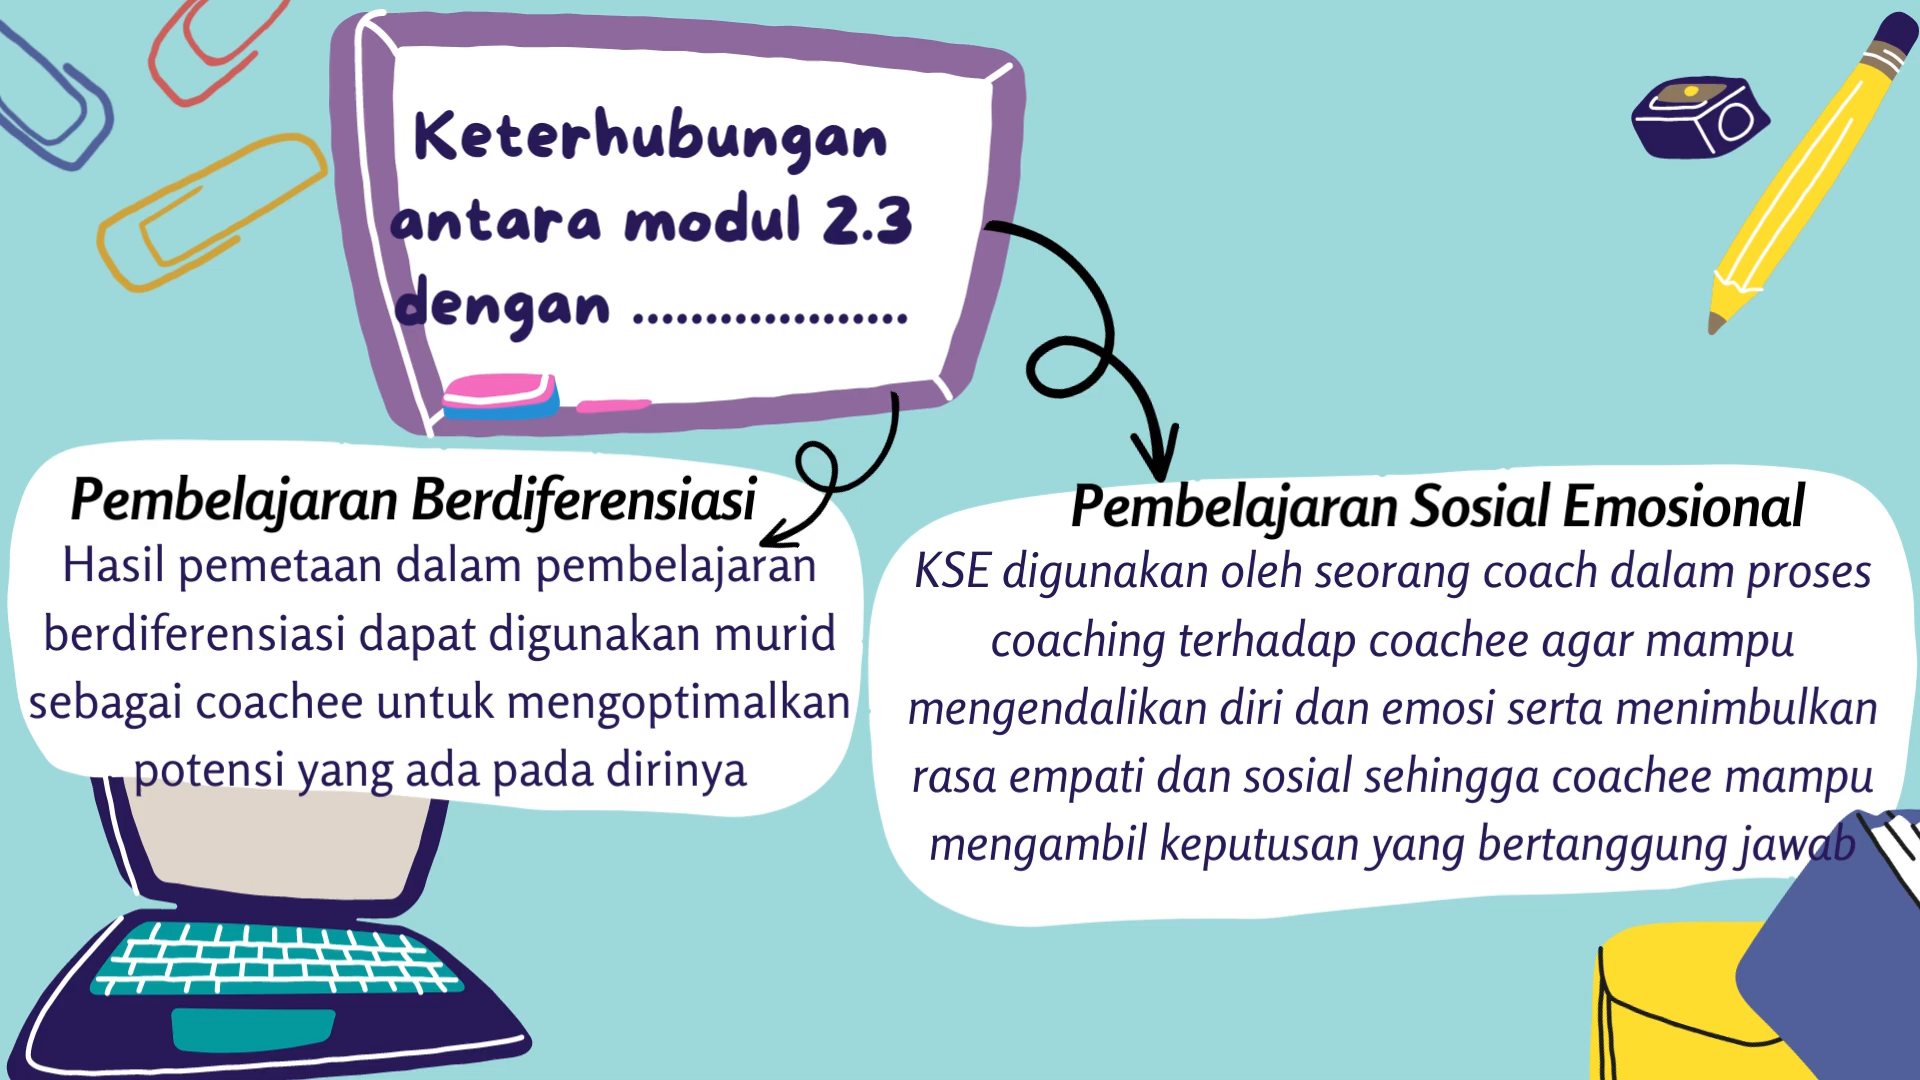 Keterhubungan
antara modul 2.3
dengan ...................
Pembelajaran Berdiferensiasi
Hasil pemetaan dalam pembelajaran
berdiferensiasi dapat digunakan murid
sebagai coachee untuk mengoptimalkan
potensi yang ada pada dirinya
Pembelajaran Sosial Emosional
KSE digunakan oleh seorang coach dalam proses
coaching terhadap coachee agar mampu
mengendalikan diri dan emosi serta menimbulkan
rasa empati dan sosial sehingga coachee mampu
mengambil keputusan yang bertanggung jawab